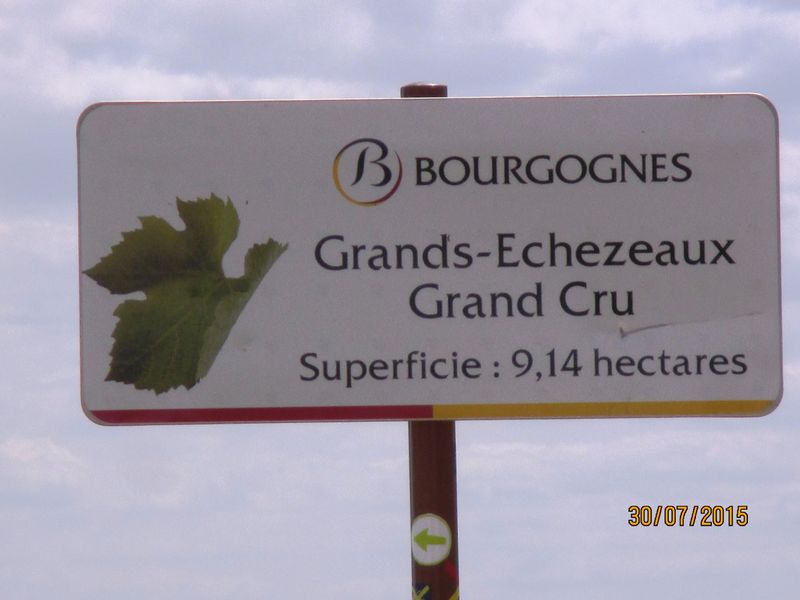 B BOURGOGNES
Grands-Echezeaux
Grand Cru
Superficie : 9,14 hectares
30/07/2015